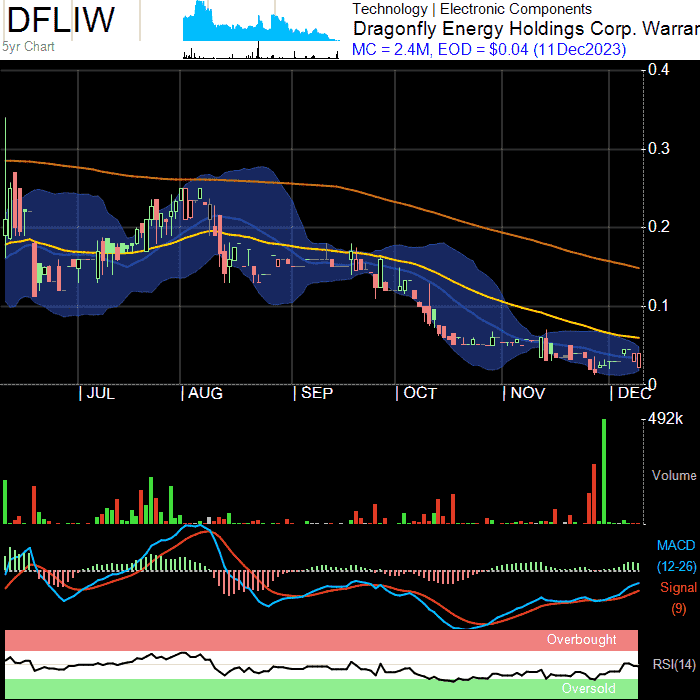 DFLIW
5yr Chart
Technology | Electronic Components
Dragonfly Energy Holdings Corp. Warran
MC = 2.4M, EOD = $0.04 (11Dec2023)
0.4
0.3
0.2
0.1
0
| JUL | AUG | SEP | OCT | NOV | DEC
492k
Volume
MACD
(12-26)
Signal
(9)
Overbought
RSI(14)
Oversold